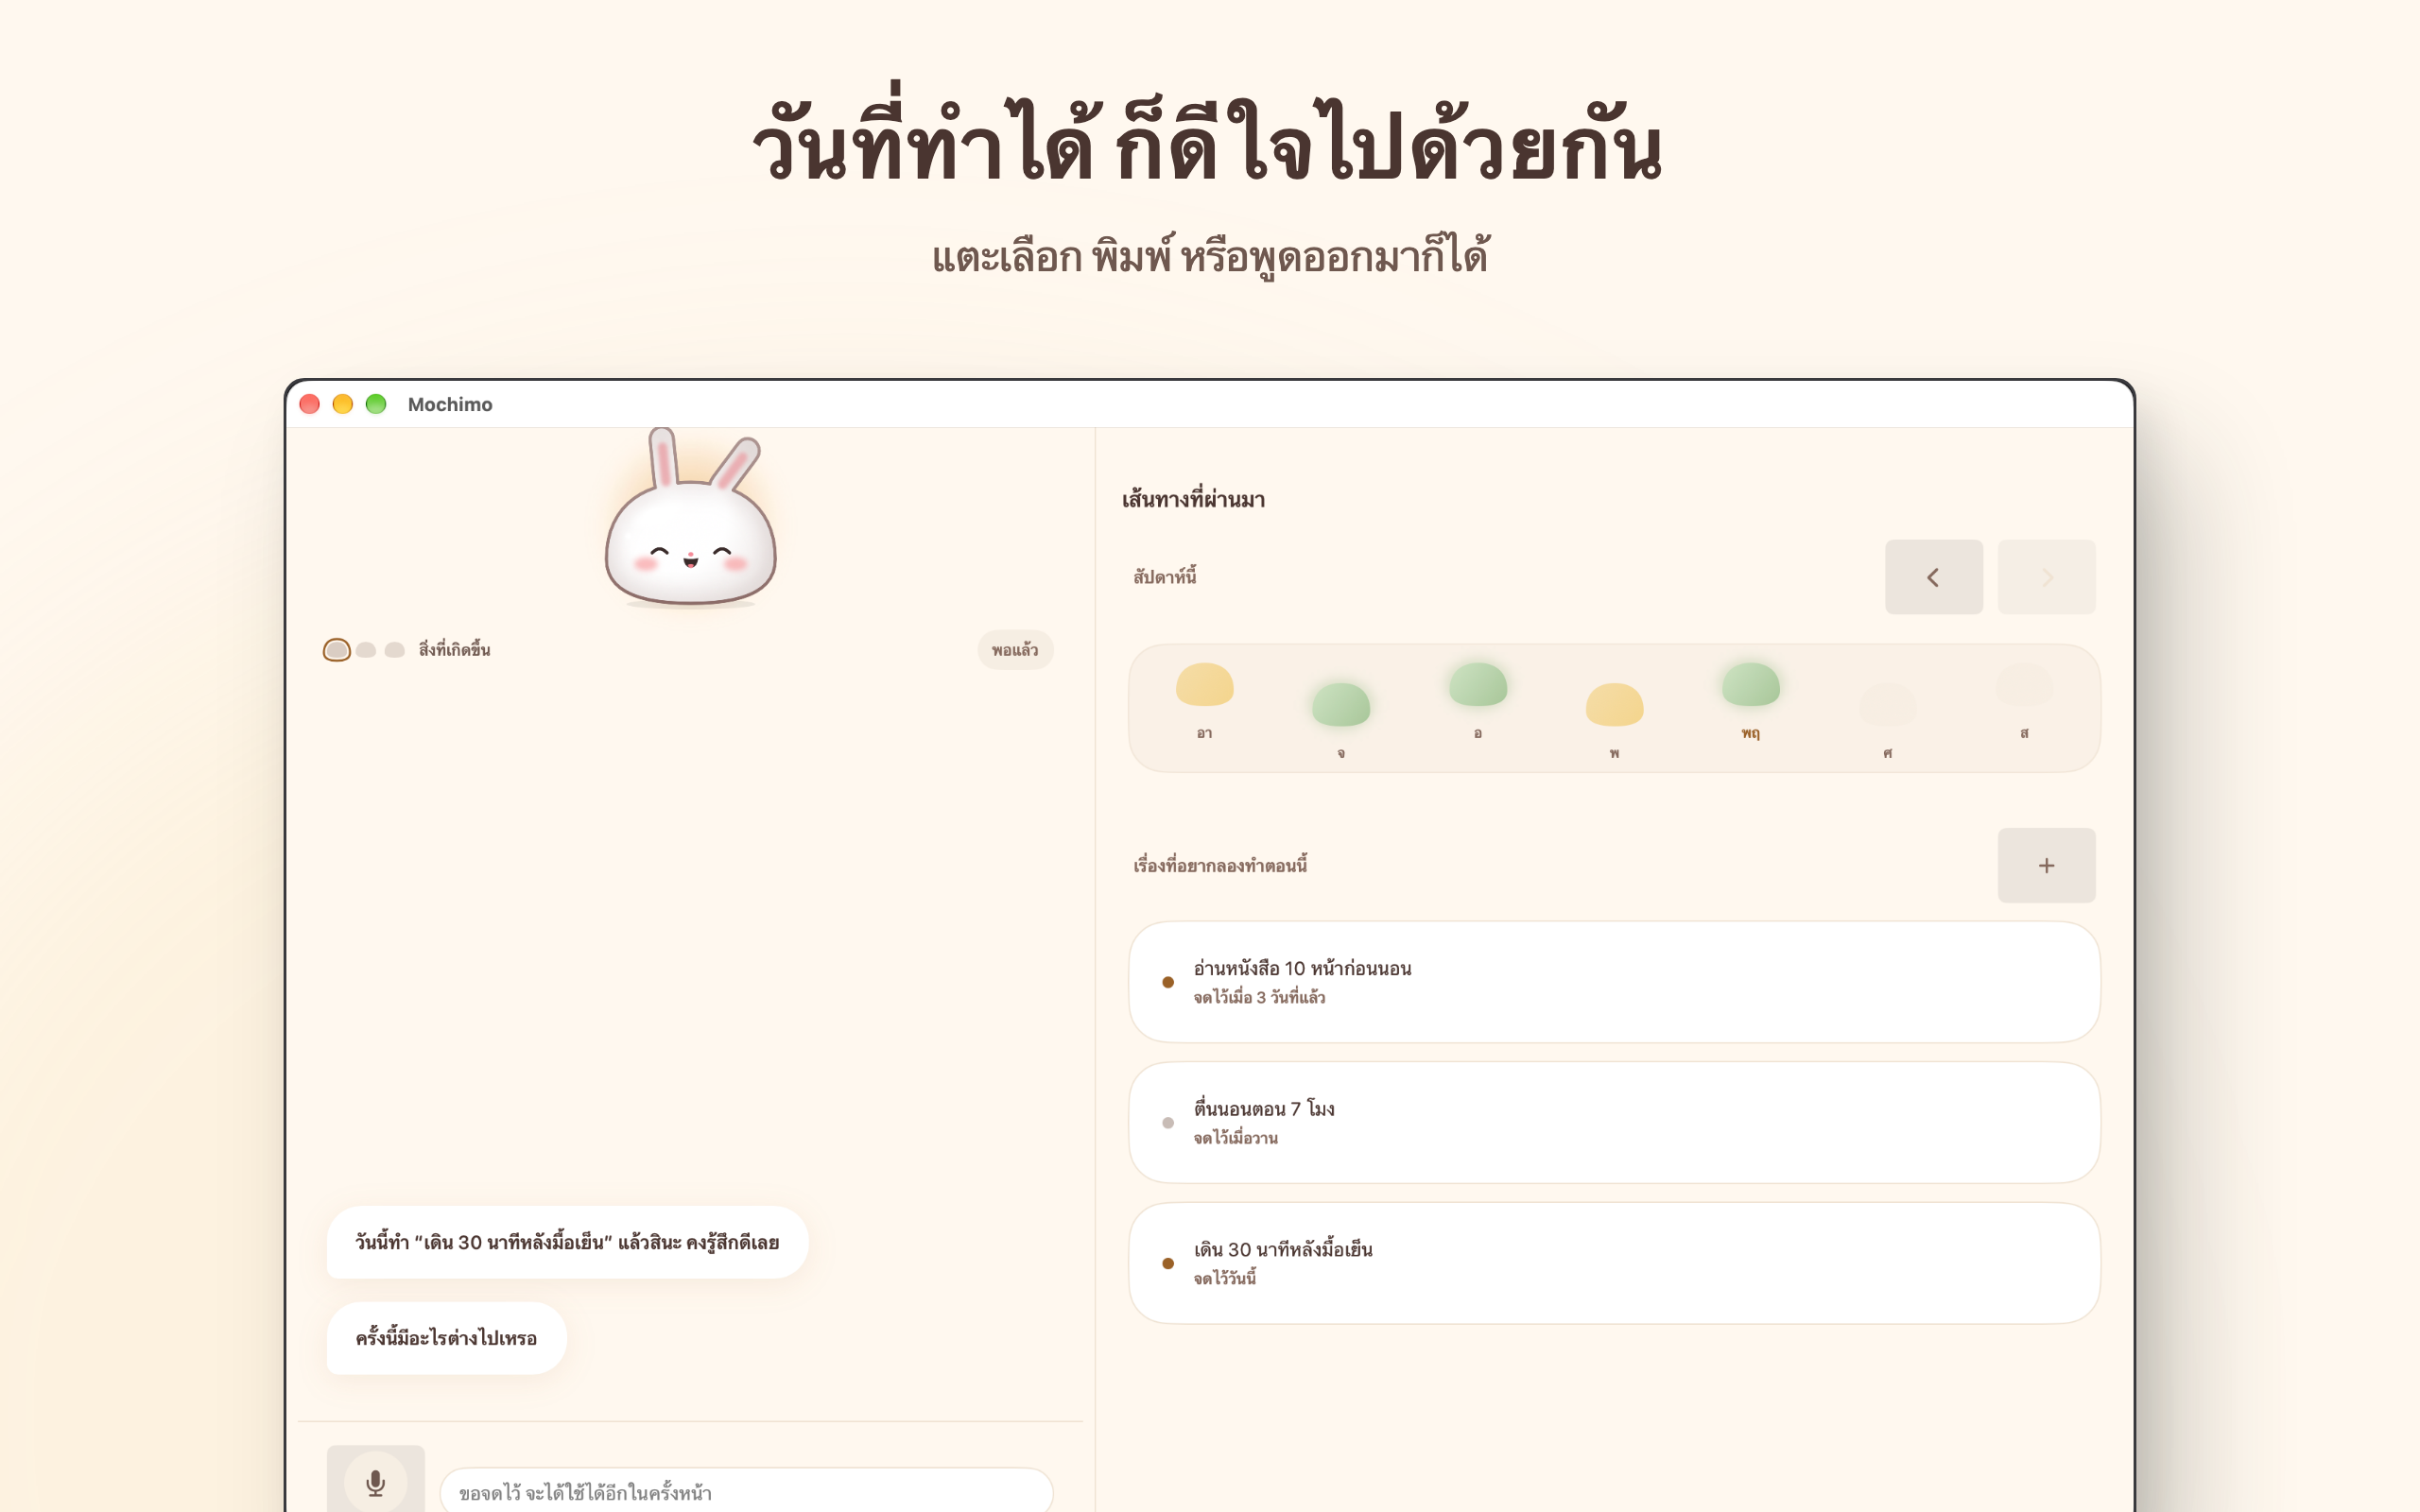 วันที่ทำได้ ก็ดีใจไปด้วยกัน
แตะเลือก พิมพ์ หรือพูดออกมาก็ได้
Mochimo
สิ่งที่เกิดขึ้น
พอแล้ว
วันนี้ทำ “เดิน 30 นาทีหลังมื้อเย็น” แล้วสินะ คงรู้สึกดีเลย
ครั้งนี้มีอะไรต่างไปเหรอ
ขอจดไว้ จะได้ใช้ได้อีกในครั้งหน้า
เส้นทางที่ผ่านมา
สัปดาห์นี้
อา จ อ พ พฤ ศ ส
เรื่องที่อยากลองทำตอนนี้
อ่านหนังสือ 10 หน้าก่อนนอน
จดไว้เมื่อ 3 วันที่แล้ว
ตื่นนอนตอน 7 โมง
จดไว้เมื่อวาน
เดิน 30 นาทีหลังมื้อเย็น
จดไว้วันนี้